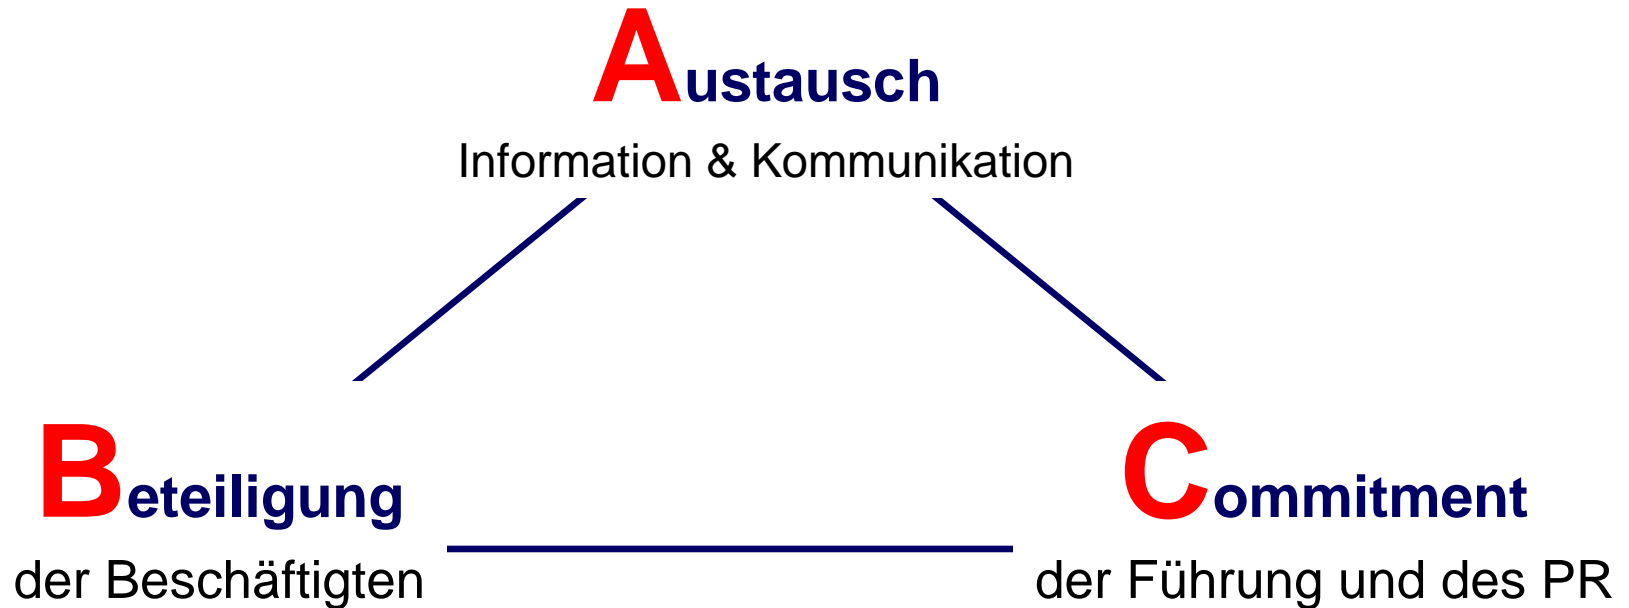 Austausch
Information & Kommunikation
Beteiligung
der Beschäftigten
Commitment
der Führung und des PR